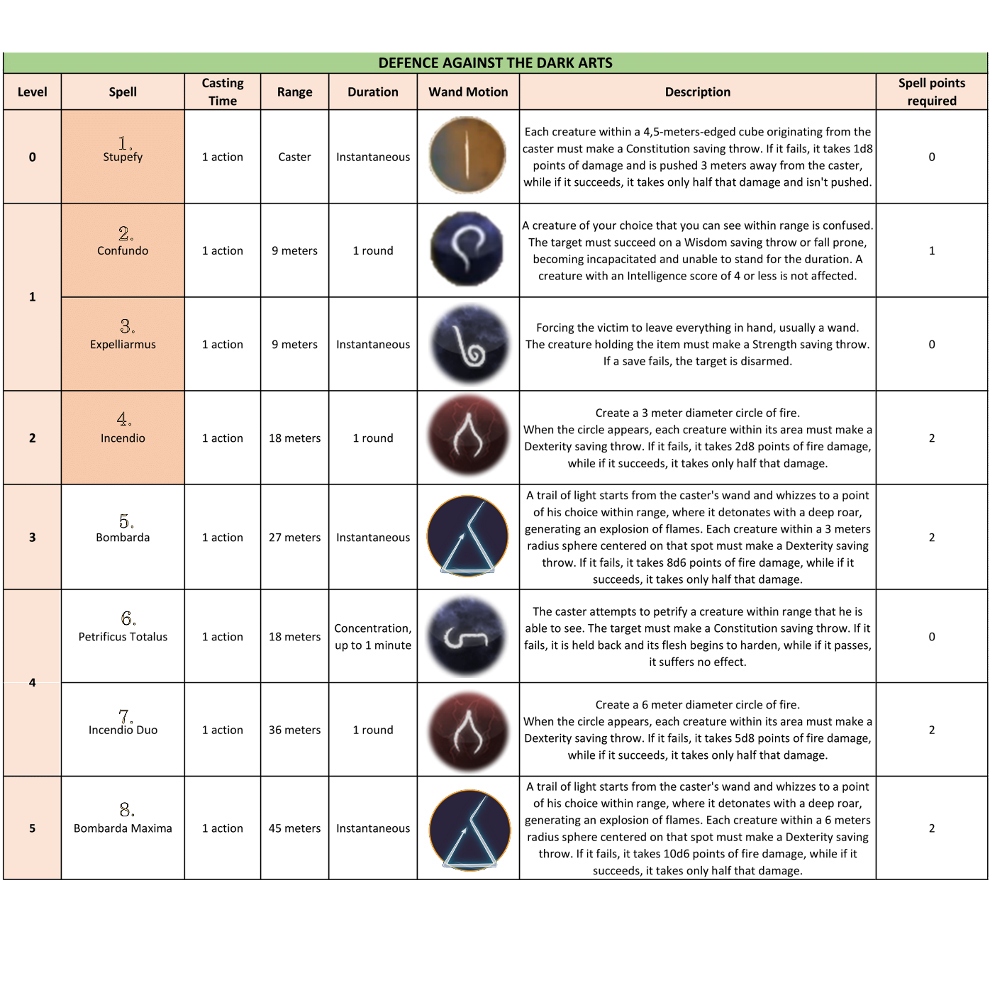 DEFENCE AGAINST THE DARK ARTS
Level
Spell
Casting
Time
Range
Duration
Wand Motion
Description
Spell points
required
0
1.
Stupefy
1 action
Caster
Instantaneous
Each creature within a 4,5-meters-edged cube originating from the
caster must make a Constitution saving throw. If it fails, it takes 1d8
points of damage and is pushed 3 meters away from the caster,
while if it succeeds, it takes only half that damage and isn't pushed.
0
1
2.
Confundo
1 action
9 meters
1 round
A creature of your choice that you can see within range is confused.
The target must succeed on a Wisdom saving throw or fall prone,
becoming incapacitated and unable to stand for the duration. A
creature with an Intelligence score of 4 or less is not affected.
1
3.
Expelliarmus
1 action
9 meters
Instantaneous
Forcing the victim to leave everything in hand, usually a wand.
The creature holding the item must make a Strength saving throw.
If a save fails, the target is disarmed.
0
2
4.
Incendio
1 action
18 meters
1 round
Create a 3 meter diameter circle of fire.
When the circle appears, each creature within its area must make a
Dexterity saving throw. If it fails, it takes 2d8 points of fire damage,
while if it succeeds, it takes only half that damage.
2
3
5.
Bombarda
1 action
27 meters
Instantaneous
A trail of light starts from the caster's wand and whizzes to a point
of his choice within range, where it detonates with a deep roar,
generating an explosion of flames. Each creature within a 3 meters
radius sphere centered on that spot must make a Dexterity saving
throw. If it fails, it takes 8d6 points of fire damage, while if it
succeeds, it takes only half that damage.
2
4
6.
Petrificus Totalus
1 action
18 meters
Concentration,
up to 1 minute
The caster attempts to petrify a creature within range that he is
able to see. The target must make a Constitution saving throw. If it
fails, it is held back and its flesh begins to harden, while if it passes,
it suffers no effect.
0
7.
Incendio Duo
1 action
36 meters
1 round
Create a 6 meter diameter circle of fire.
When the circle appears, each creature within its area must make a
Dexterity saving throw. If it fails, it takes 5d8 points of fire damage,
while if it succeeds, it takes only half that damage.
2
5
8.
Bombarda Maxima
1 action
45 meters
Instantaneous
A trail of light starts from the caster's wand and whizzes to a point
of his choice within range, where it detonates with a deep roar,
generating an explosion of flames. Each creature within a 6 meters
radius sphere centered on that spot must make a Dexterity saving
throw. If it fails, it takes 10d6 points of fire damage, while if it
succeeds, it takes only half that damage.
2